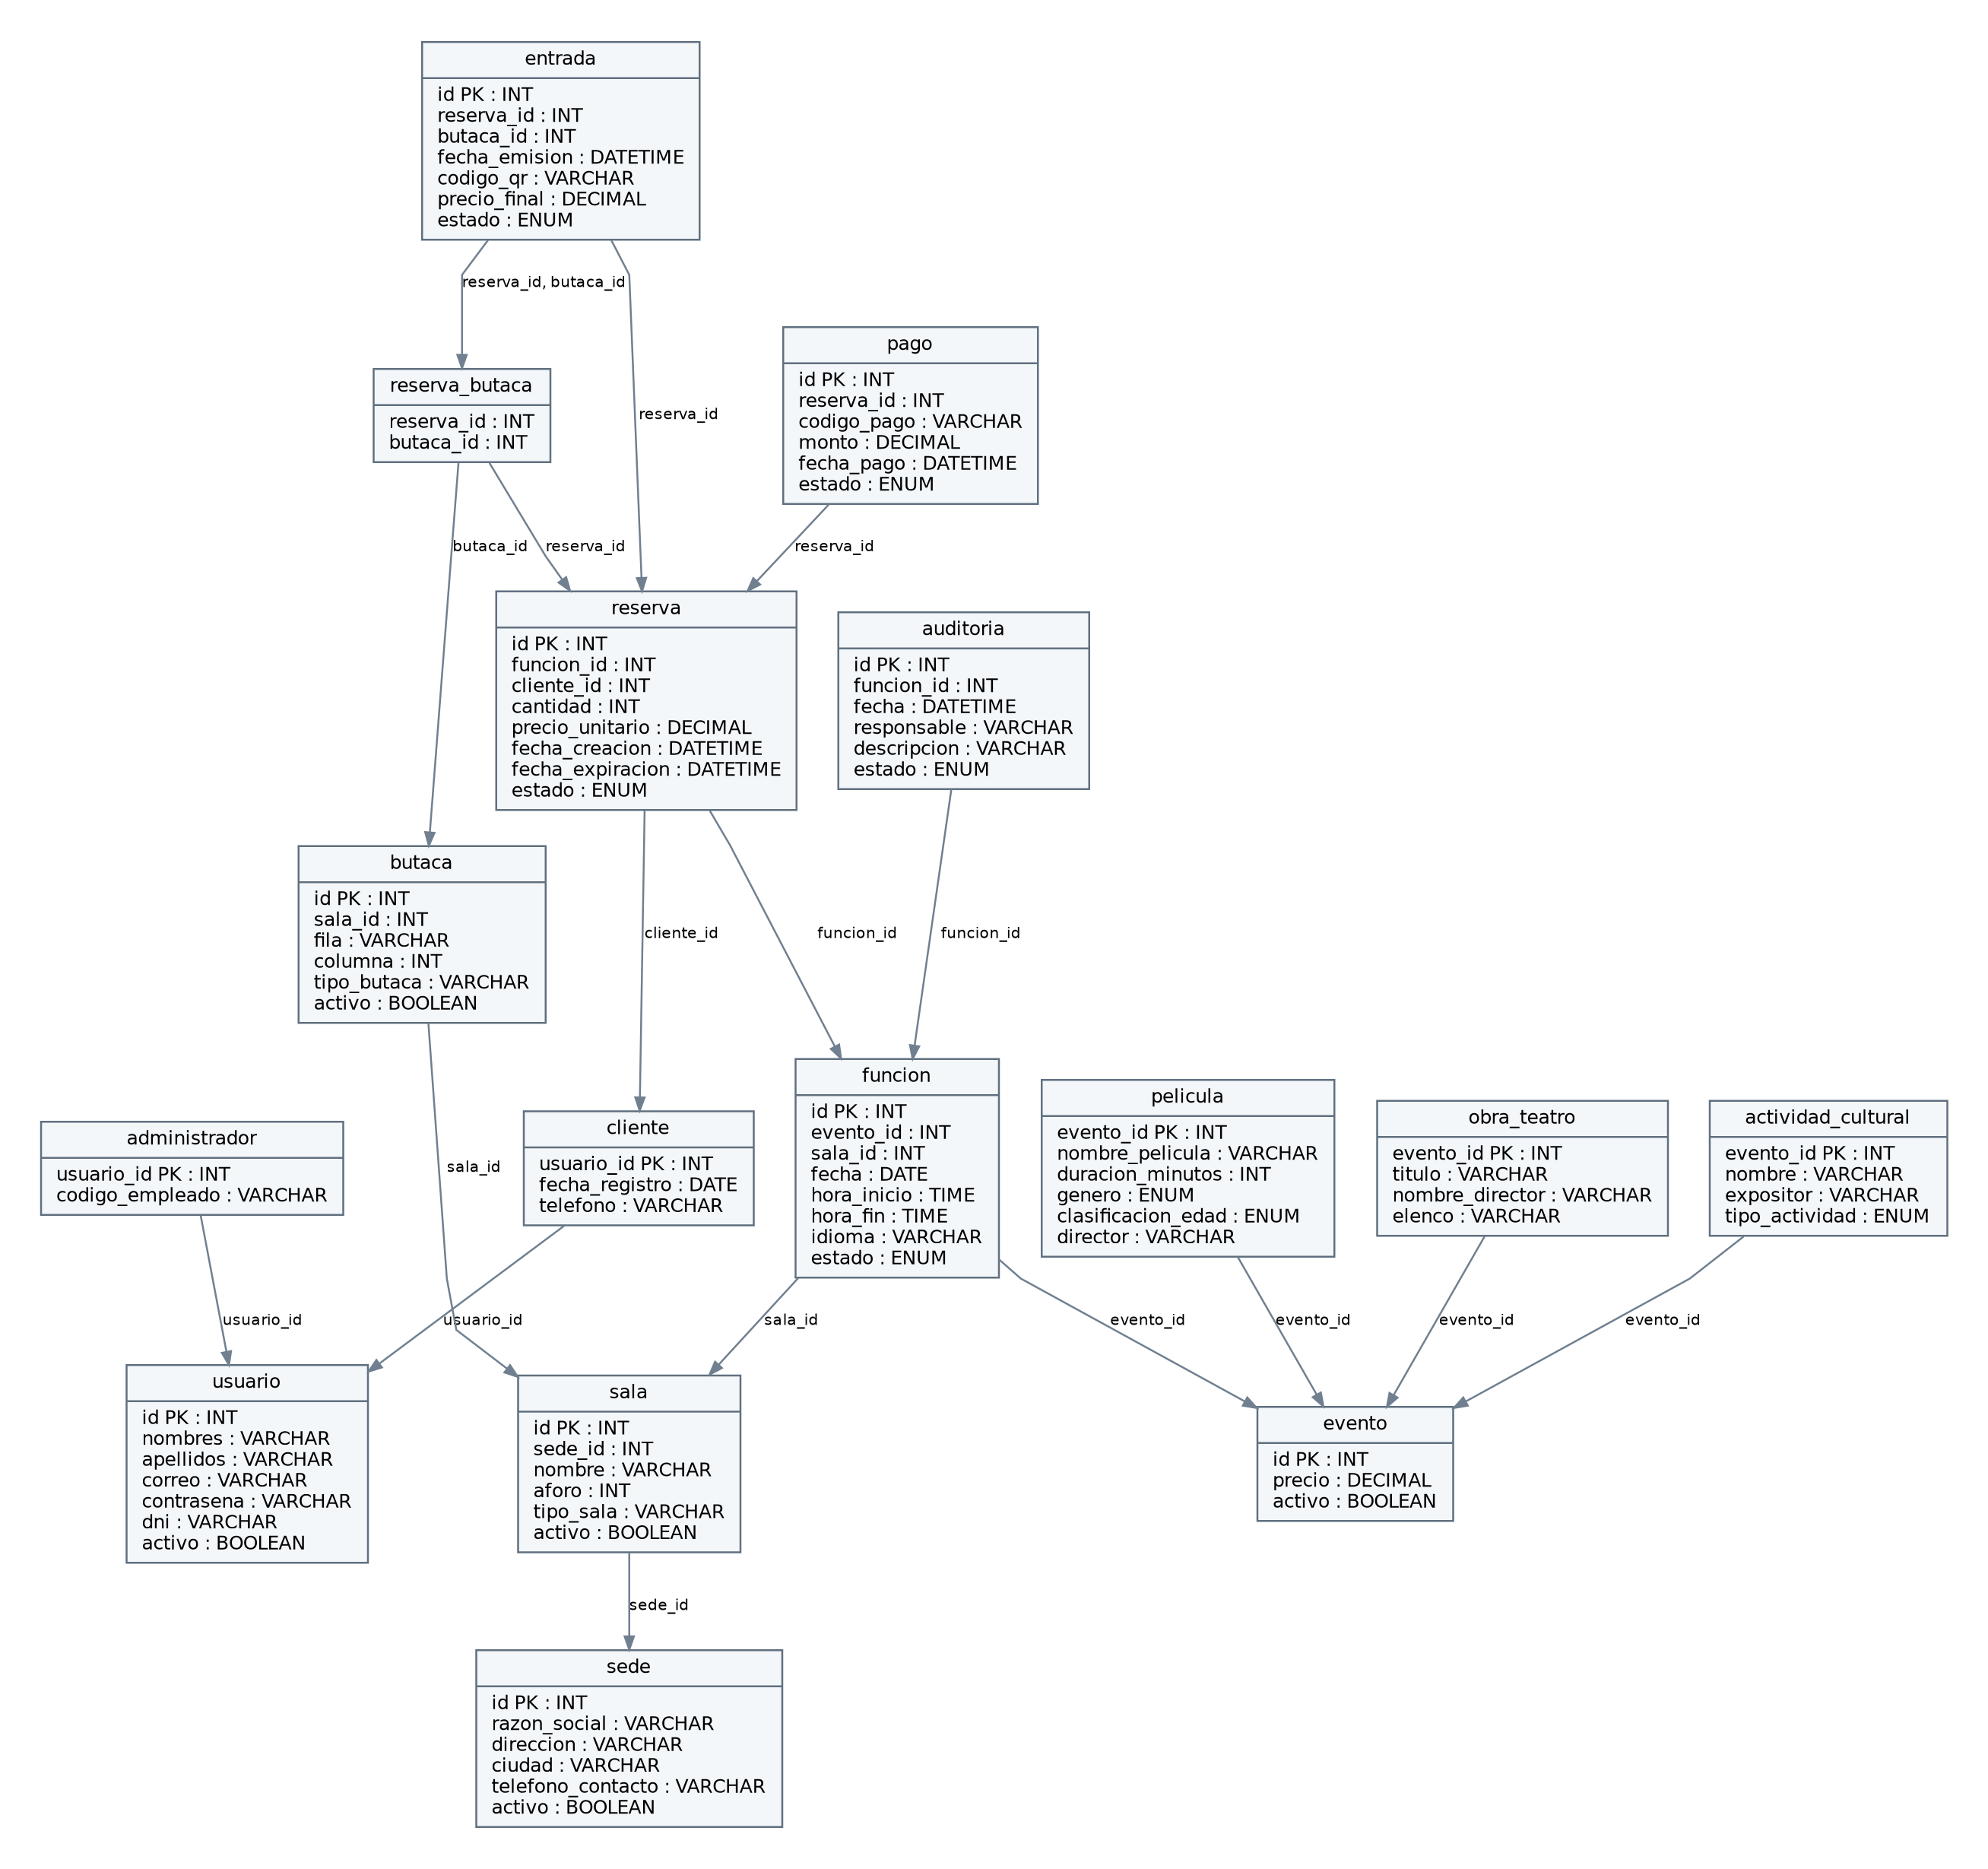 entrada
id PK : INT
reserva_id : INT
butaca_id : INT
fecha_emision : DATETIME
codigo_qr : VARCHAR
precio_final : DECIMAL
estado : ENUM
reserva_id, butaca_id
reserva_id
pago
id PK : INT
reserva_id : INT
codigo_pago : VARCHAR
monto : DECIMAL
fecha_pago : DATETIME
estado : ENUM
reserva_butaca
reserva_id : INT
butaca_id : INT
butaca_id
reserva_id
reserva_id
reserva
id PK : INT
funcion_id : INT
cliente_id : INT
cantidad : INT
precio_unitario : DECIMAL
fecha_creacion : DATETIME
fecha_expiracion : DATETIME
estado : ENUM
auditoria
id PK : INT
funcion_id : INT
fecha : DATETIME
responsable : VARCHAR
descripcion : VARCHAR
estado : ENUM
butaca
id PK : INT
sala_id : INT
fila : VARCHAR
columna : INT
tipo_butaca : VARCHAR
activo : BOOLEAN
cliente_id
funcion_id
funcion_id
administrador
usuario_id PK : INT
codigo_empleado : VARCHAR
sala_id
cliente
usuario_id PK : INT
fecha_registro : DATE
telefono : VARCHAR
funcion
id PK : INT
evento_id : INT
sala_id : INT
fecha : DATE
hora_inicio : TIME
hora_fin : TIME
idioma : VARCHAR
estado : ENUM
pelicula
evento_id PK : INT
nombre_pelicula : VARCHAR
duracion_minutos : INT
genero : ENUM
clasificacion_edad : ENUM
director : VARCHAR
obra_teatro
evento_id PK : INT
titulo : VARCHAR
nombre_director : VARCHAR
elenco : VARCHAR
actividad_cultural
evento_id PK : INT
nombre : VARCHAR
expositor : VARCHAR
tipo_actividad : ENUM
usuario_id
usuario_id
sala_id
evento_id
evento_id
evento_id
evento_id
usuario
id PK : INT
nombres : VARCHAR
apellidos : VARCHAR
correo : VARCHAR
contrasena : VARCHAR
dni : VARCHAR
activo : BOOLEAN
sala
id PK : INT
sede_id : INT
nombre : VARCHAR
aforo : INT
tipo_sala : VARCHAR
activo : BOOLEAN
evento
id PK : INT
precio : DECIMAL
activo : BOOLEAN
sede_id
sede
id PK : INT
razon_social : VARCHAR
direccion : VARCHAR
ciudad : VARCHAR
telefono_contacto : VARCHAR
activo : BOOLEAN